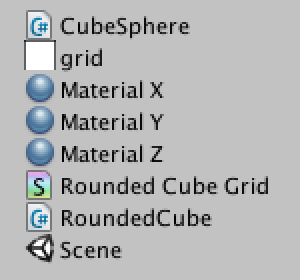 C# CubeSphere
grid
Material X
Material Y
Material Z
S Rounded Cube Grid
C# RoundedCube
Scene